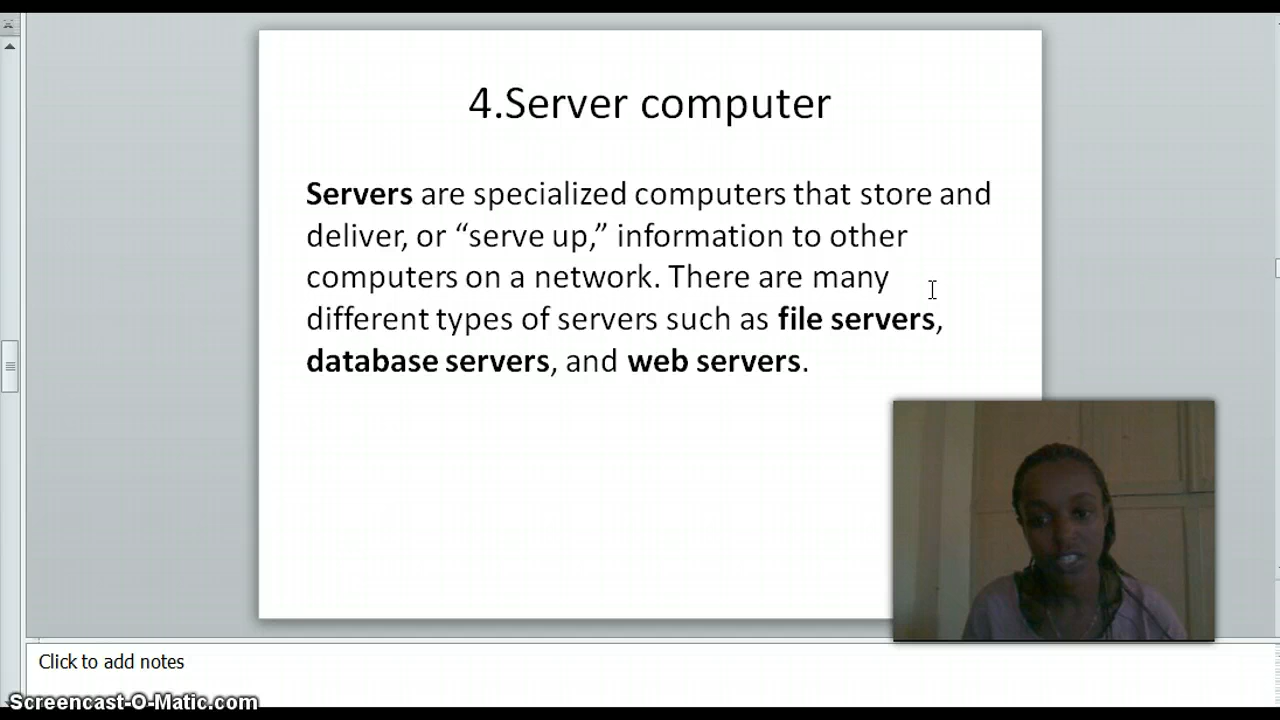 4.Server computer
Servers are specialized computers that store and
deliver, or “serve up,” information to other
computers on a network. There are many
different types of servers such as file servers,
database servers, and web servers.
Click to add notes
Screencast-O-Matic.com